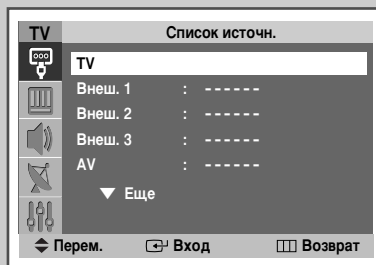 TV Список источн.
TV
Внеш. 1 : ------
Внеш. 2 : ------
Внеш. 3 : ------
AV : ------
▼ Еще
Перем. Вход Возврат